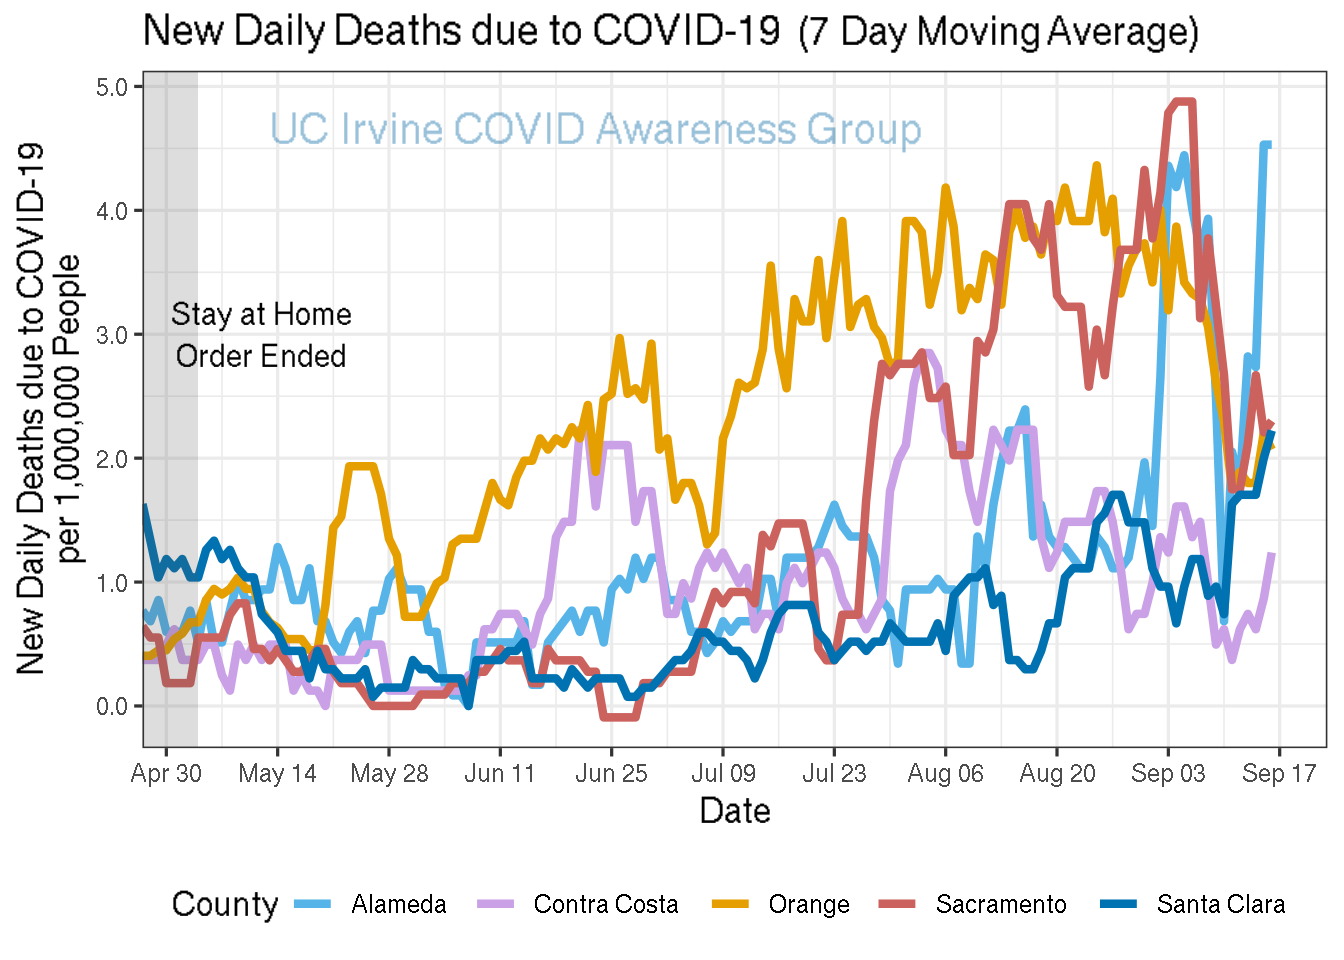 New Daily Deaths due to COVID-19 (7 Day Moving Average)
New Daily Deaths due to COVID-19
per 1,000,000 People
5.0
4.0
3.0
2.0
1.0
0.0
UC Irvine COVID Awareness Group
Stay at Home
Order Ended
Apr 30 May 14 May 28 Jun 11 Jun 25 Jul 09 Jul 23 Aug 06 Aug 20 Sep 03 Sep 17
Date
County Alameda Contra Costa Orange Sacramento Santa Clara